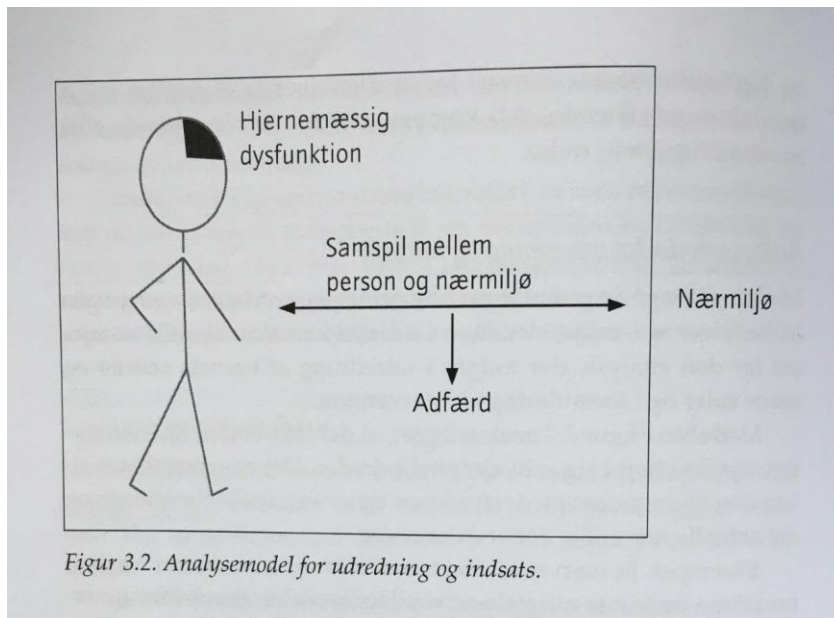 Hjernemæssig
dysfunktion
Samspil mellem
person og nærmiljø
Nærmiljø
Adfærd
Figur 3.2. Analysemodel for udredning og indsats.